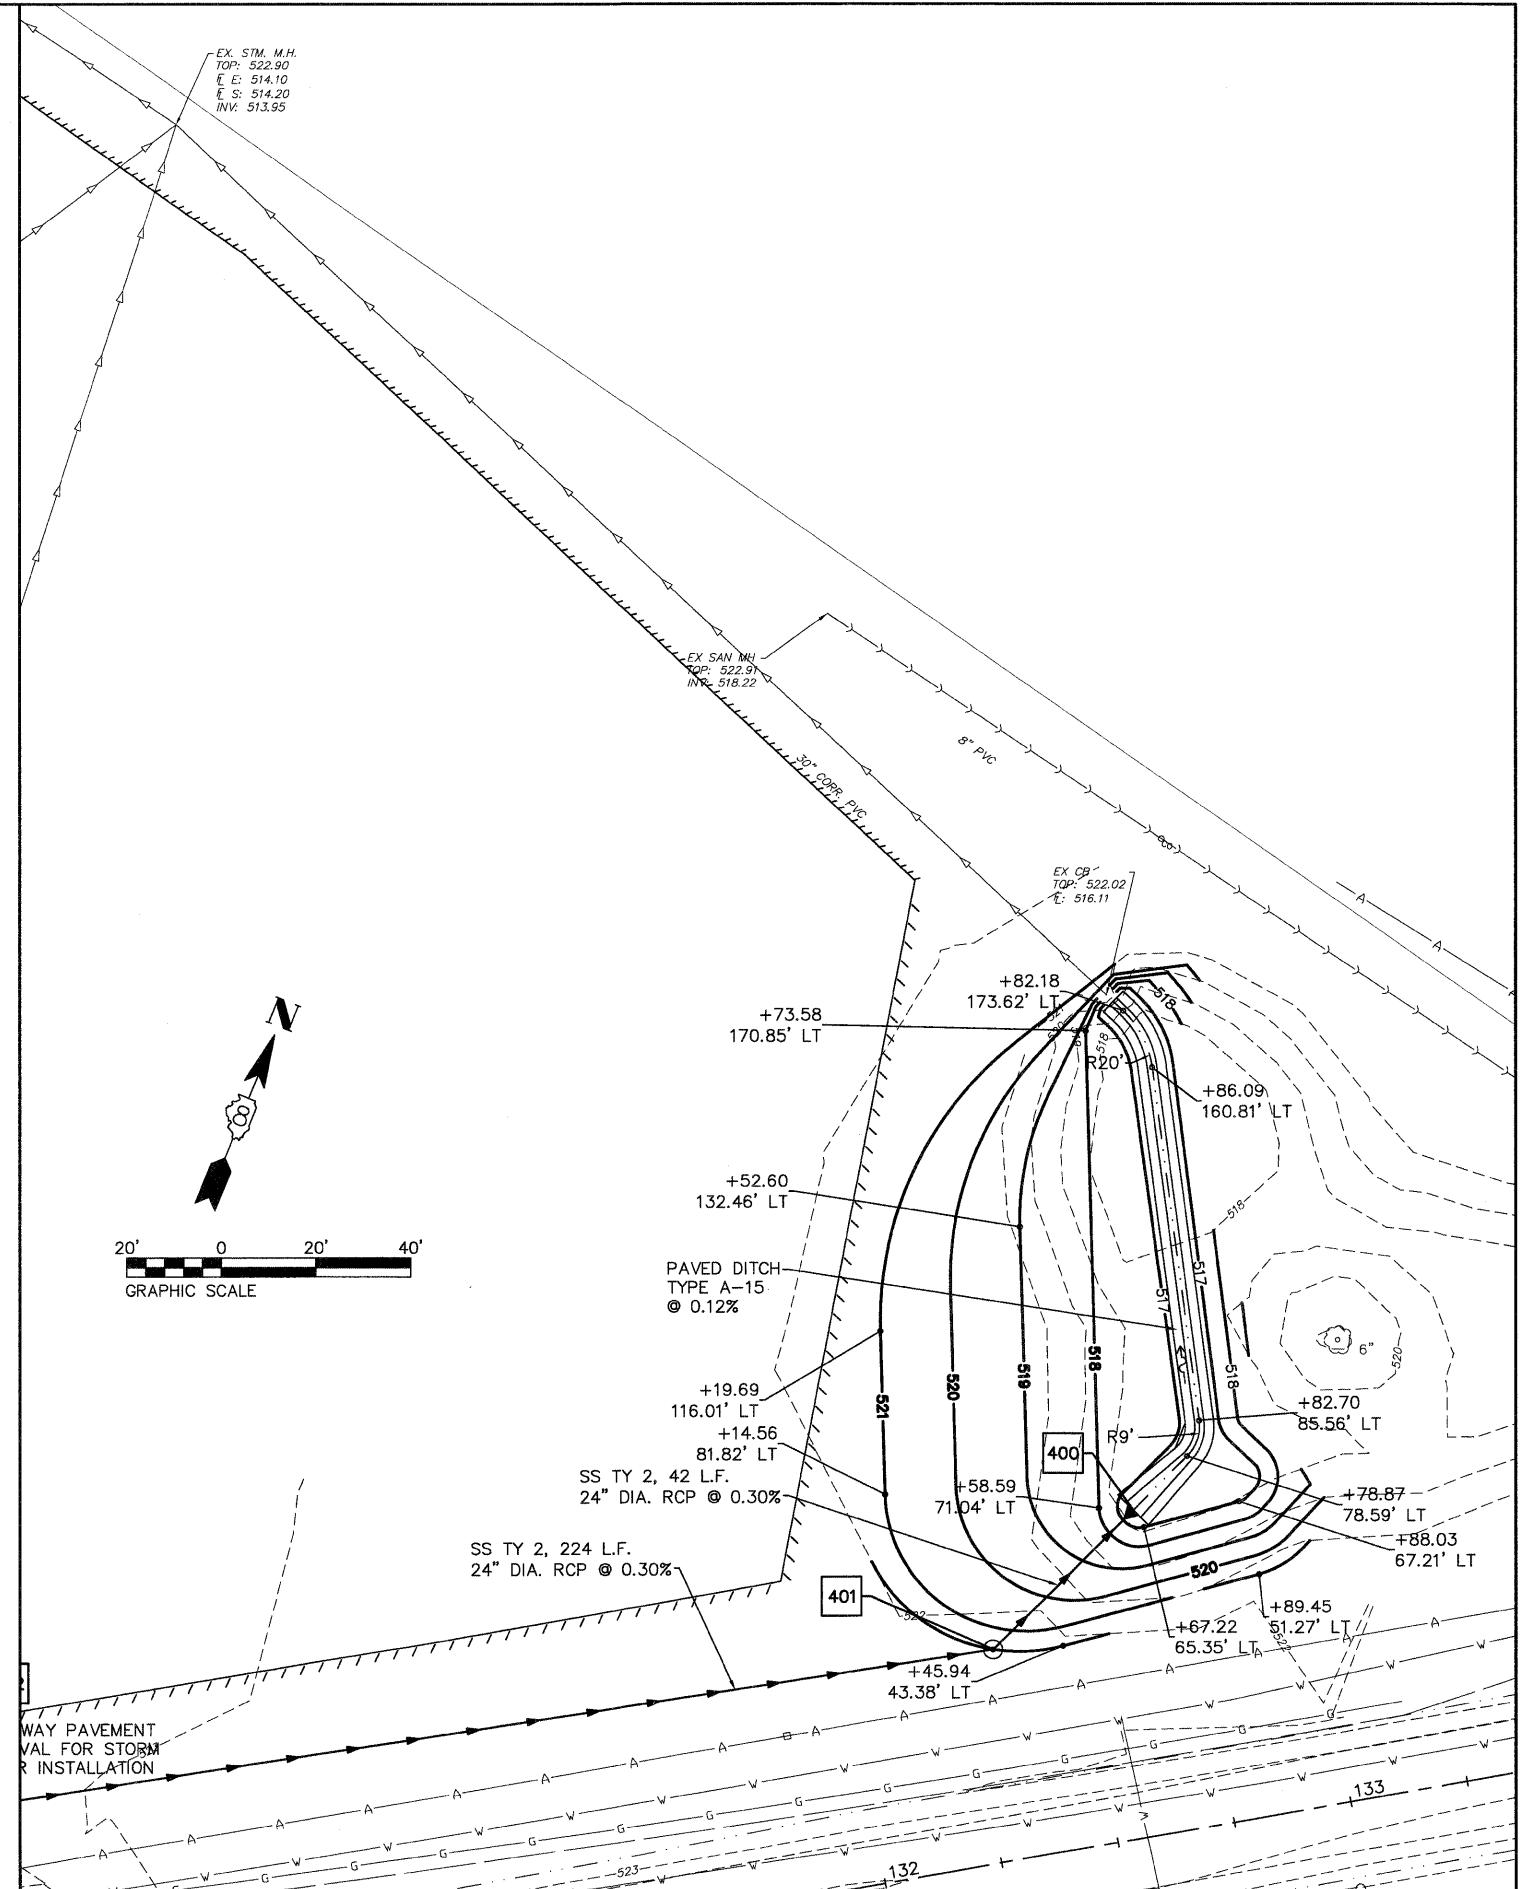 EX. STM. M.H.
TOP: 522.90
FL E: 514.10
FL S: 514.20
INV: 513.95
EX SAN MH
TOP: 522.91
INV: 518.22
8" PVC
30" CORR. PVC
EX CB
TOP: 522.02
FL: 516.11
+82.18
173.62' LT
+73.58
170.85' LT
518
518
R20'
+86.09
160.81' LT
+52.60
132.46' LT
518
N
20' 0 20' 40'
GRAPHIC SCALE
PAVED DITCH
TYPE A-15
@ 0.12%
517
517
6"
520
518
519
520
521
518
+19.69
116.01' LT
+14.56
81.82' LT
+82.70
85.56' LT
R9'
400
SS TY 2, 42 L.F.
24" DIA. RCP @ 0.30%
+58.59
71.04' LT
+78.87
78.59' LT
+88.03
67.21' LT
SS TY 2, 224 L.F.
24" DIA. RCP @ 0.30%
520
401
522
+89.45
51.27' LT
+67.22
65.35' LT
522
+45.94
43.38' LT
WAY PAVEMENT
VAL FOR STORM
R INSTALLATION
A A A A A A A A A A
W W W W W W W W
G G G G G G G G
133
132
523